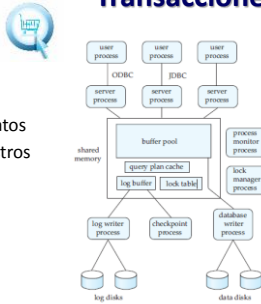 Transacciones
user process
user process
user process
ODBC
JDBC
server process
server process
server process
ntos
tros
buffer pool
shared memory
query plan cache
log buffer
lock table
process monitor process
lock manager process
log writer process
checkpoint process
database writer process
log disks
data disks